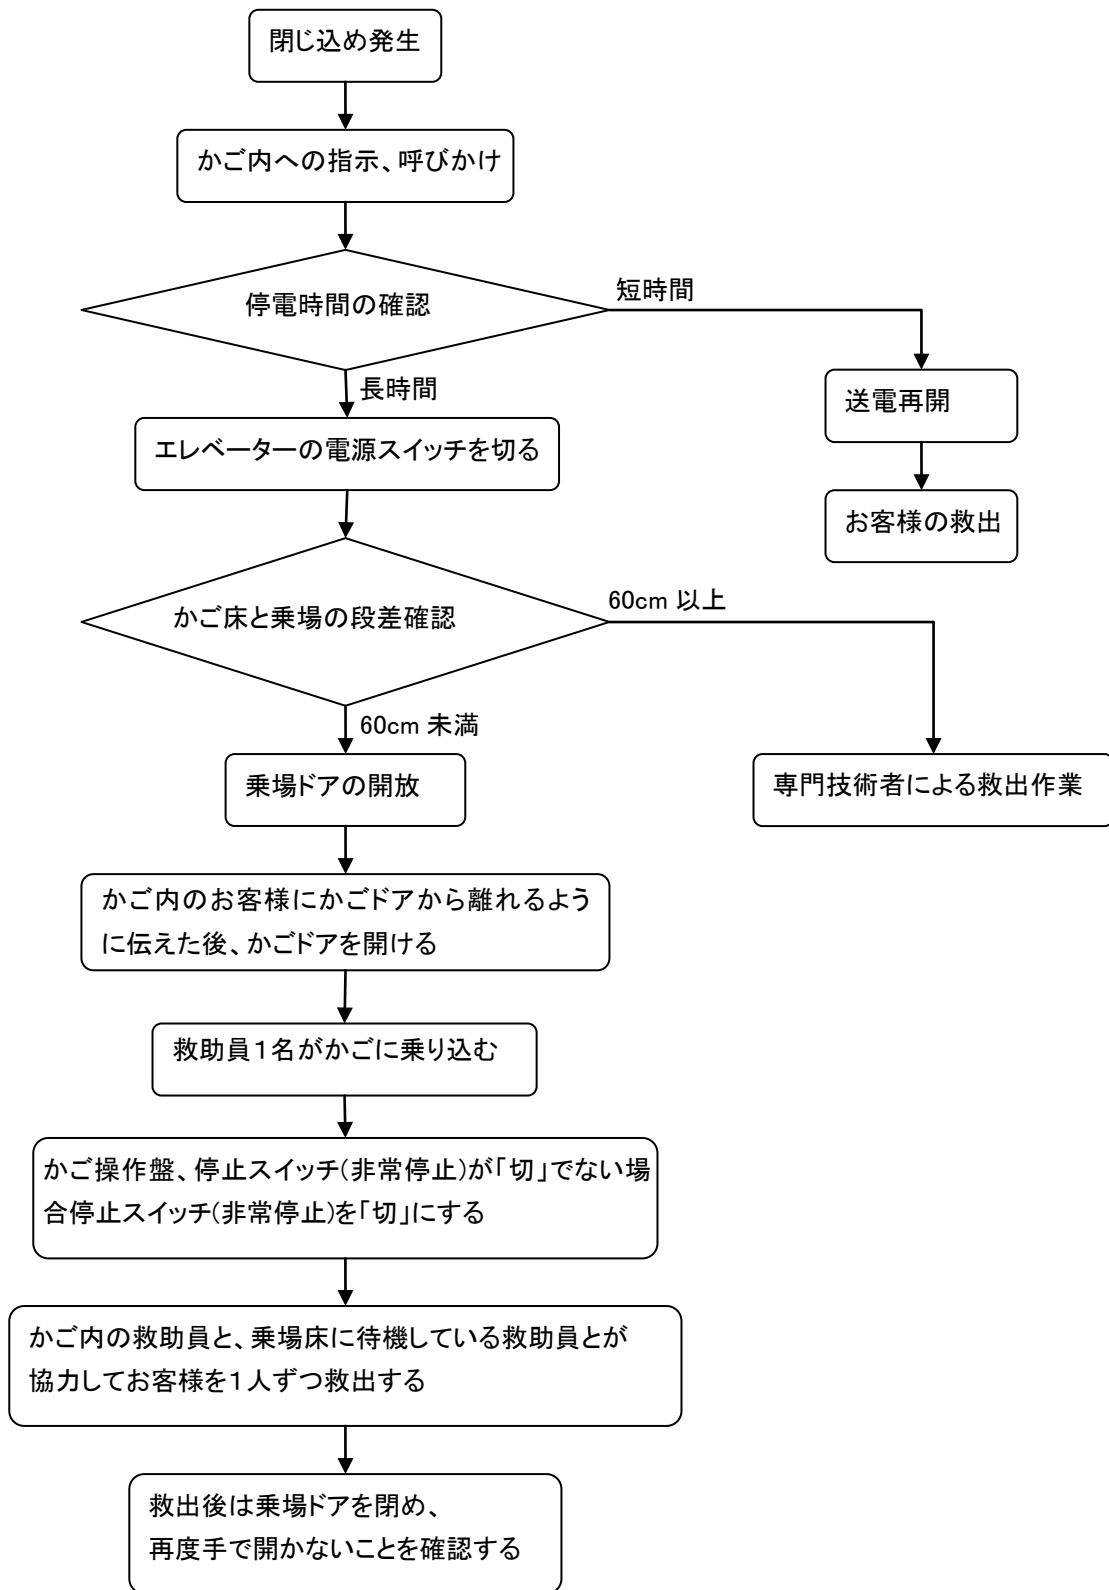 閉じ込め発生
かご内への指示、呼びかけ
停電時間の確認
短時間
長時間
送電再開
エレベーターの電源スイッチを切る
お客様の救出
かご床と乗場の段差確認
60cm 以上
60cm 未満
乗場ドアの開放
専門技術者による救出作業
かご内のお客様にかごドアから離れるよう
に伝えた後、かごドアを開ける
救助員１名がかごに乗り込む
かご操作盤、停止スイッチ(非常停止)が「切」でない場
合停止スイッチ(非常停止)を「切」にする
かご内の救助員と、乗場床に待機している救助員とが
協力してお客様を１人ずつ救出する
救出後は乗場ドアを閉め、
再度手で開かないことを確認する